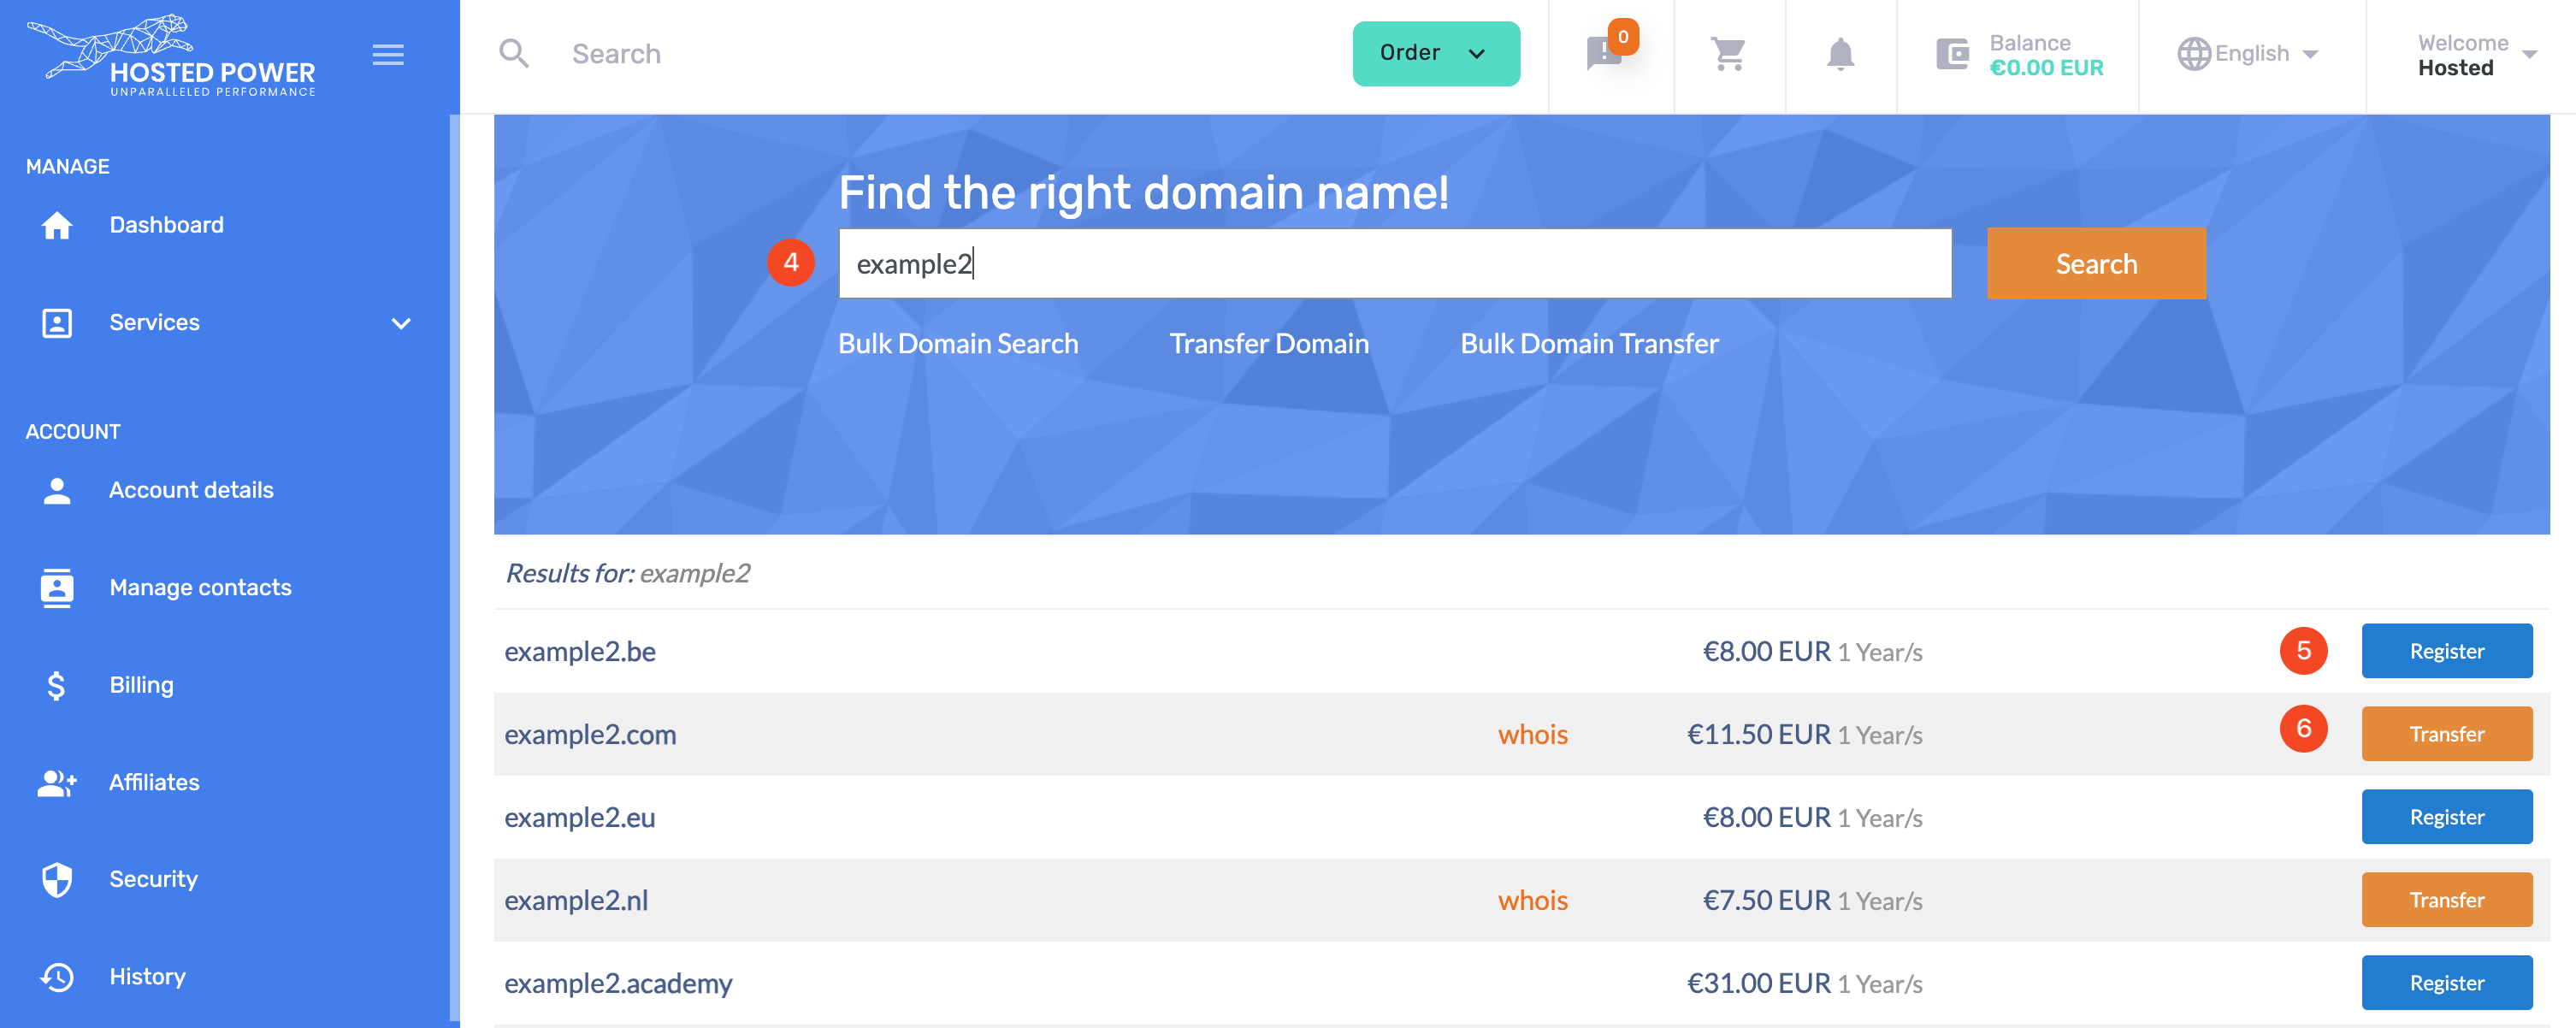 HOSTED POWER
UNPARALLELED PERFORMANCE
Search
Order
0
Balance
€0.00 EUR
English
Welcome
Hosted
MANAGE
Dashboard
Services
ACCOUNT
Account details
Manage contacts
Billing
Affiliates
Security
History
Find the right domain name!
4
example2
Search
Bulk Domain Search
Transfer Domain
Bulk Domain Transfer
Results for: example2
example2.be €8.00 EUR 1 Year/s 5 Register
example2.com whois €11.50 EUR 1 Year/s 6 Transfer
example2.eu €8.00 EUR 1 Year/s Register
example2.nl whois €7.50 EUR 1 Year/s Transfer
example2.academy €31.00 EUR 1 Year/s Register